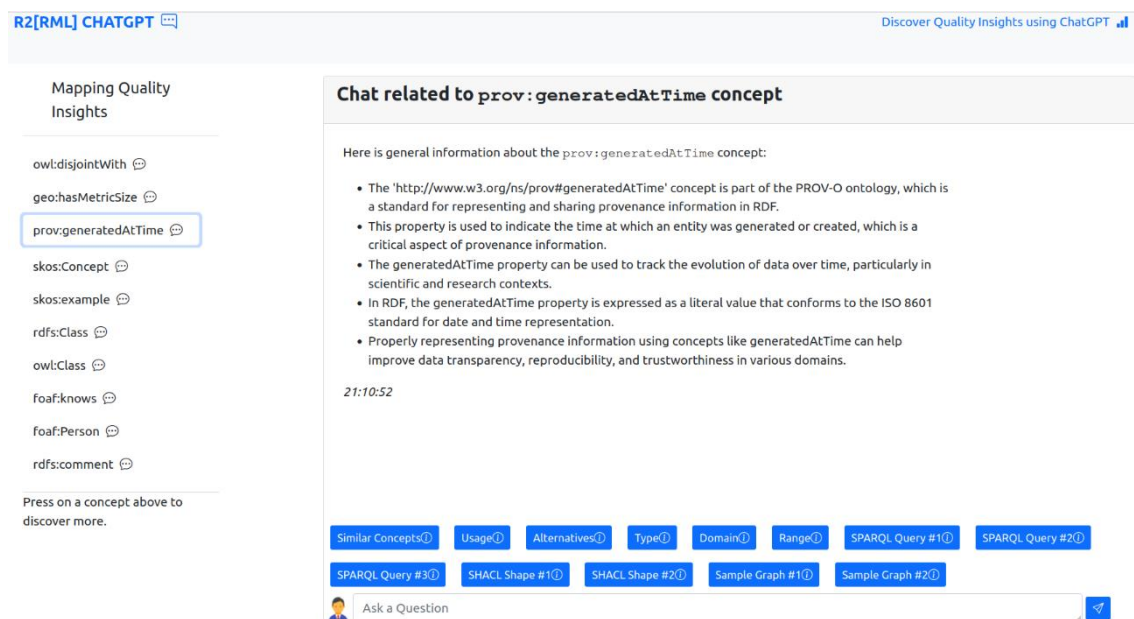 R2[RML] CHATGPT
Discover Quality Insights using ChatGPT
Mapping Quality
Insights
owl:disjointWith
geo:hasMetricSize
prov:generatedAtTime
skos:Concept
skos:example
rdfs:Class
owl:Class
foaf:knows
foaf:Person
rdfs:comment
Press on a concept above to
discover more.
Chat related to prov:generatedAtTime concept
Here is general information about the prov:generatedAtTime concept:
• The 'http://www.w3.org/ns/prov#generatedAtTime' concept is part of the PROV-O ontology, which is
a standard for representing and sharing provenance information in RDF.
• This property is used to indicate the time at which an entity was generated or created, which is a
critical aspect of provenance information.
• The generatedAtTime property can be used to track the evolution of data over time, particularly in
scientific and research contexts.
• In RDF, the generatedAtTime property is expressed as a literal value that conforms to the ISO 8601
standard for date and time representation.
• Properly representing provenance information using concepts like generatedAtTime can help
improve data transparency, reproducibility, and trustworthiness in various domains.
21:10:52
Similar Concepts Usage Alternatives Type Domain Range SPARQL Query #1 SPARQL Query #2
SPARQL Query #3 SHACL Shape #1 SHACL Shape #2 Sample Graph #1 Sample Graph #2
Ask a Question